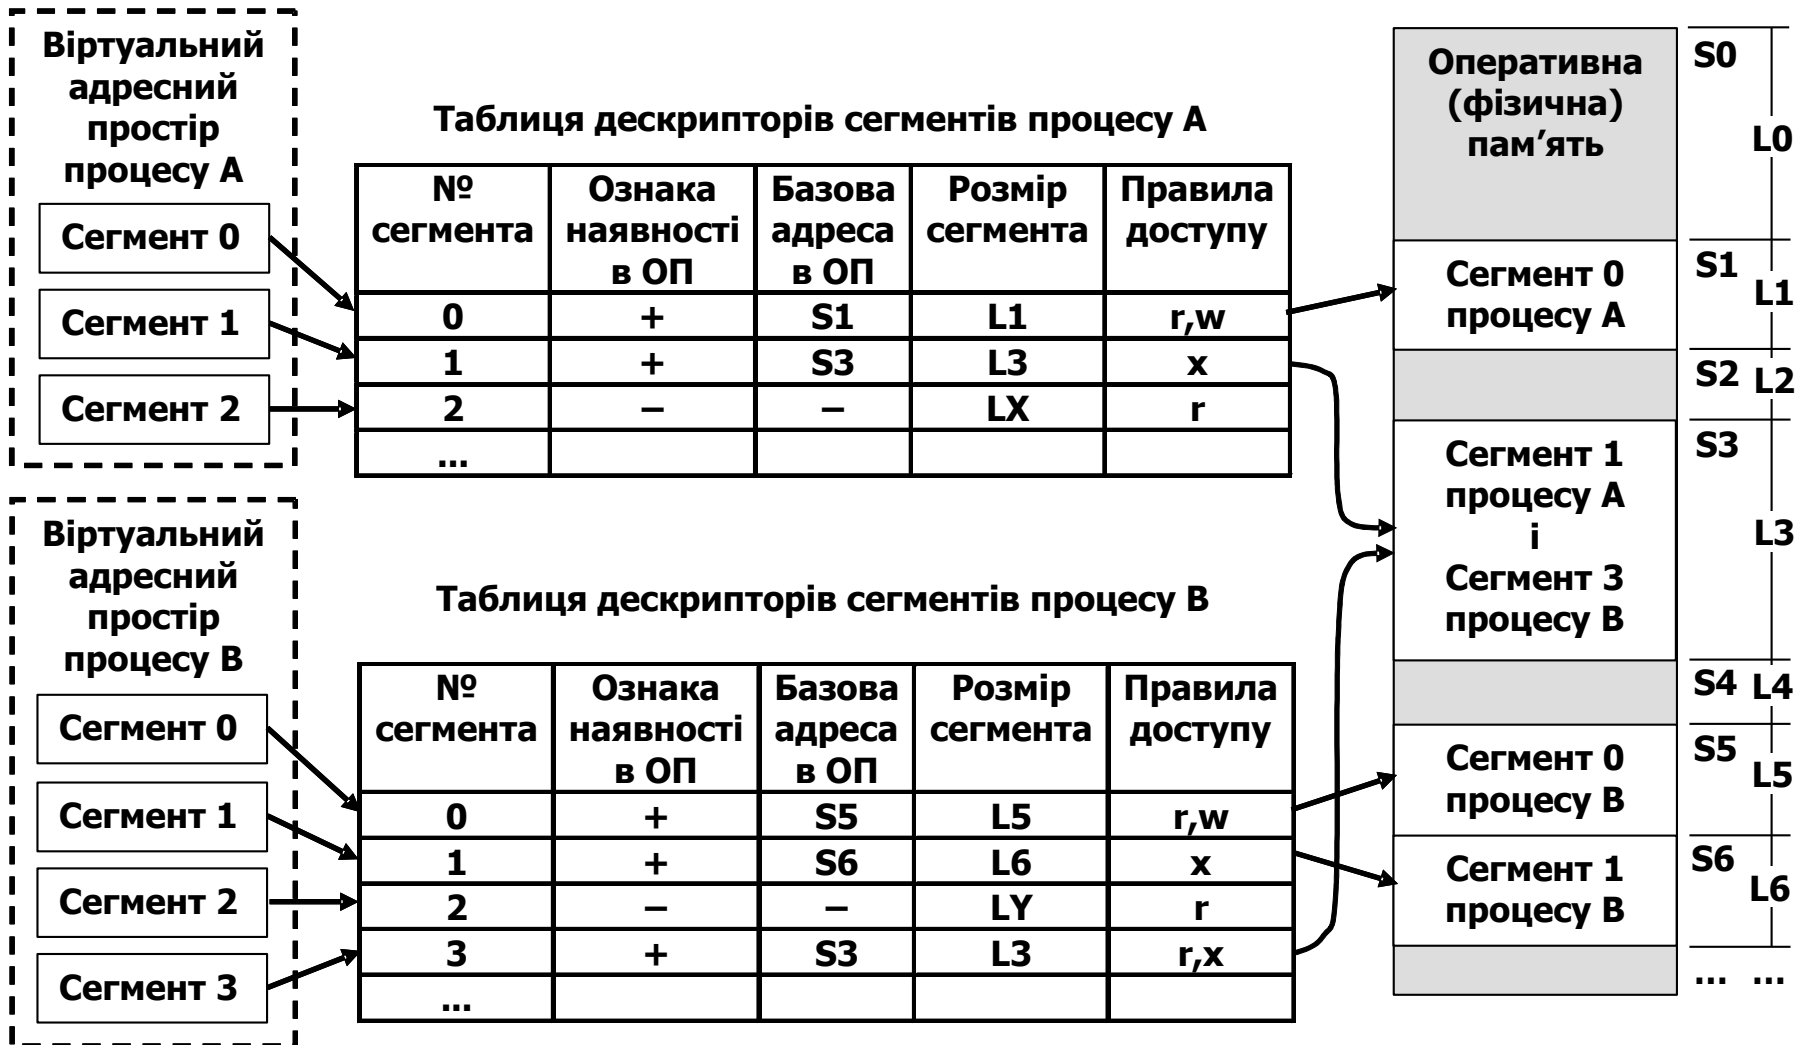 Віртуальний
адресний
простір
процесу A
Сегмент 0
Сегмент 1
Сегмент 2
Таблиця дескрипторів сегментів процесу A
№ сегмента Ознака наявності в ОП Базова адреса в ОП Розмір сегмента Правила доступу
0 + S1 L1 r,w
1 + S3 L3 x
2 – – LX r
...
Віртуальний
адресний
простір
процесу B
Сегмент 0
Сегмент 1
Сегмент 2
Сегмент 3
Таблиця дескрипторів сегментів процесу B
№ сегмента Ознака наявності в ОП Базова адреса в ОП Розмір сегмента Правила доступу
0 + S5 L5 r,w
1 + S6 L6 x
2 – – LY r
3 + S3 L3 r,x
...
Оперативна
(фізична)
пам’ять
Сегмент 0
процесу A
Сегмент 1
процесу A
і
Сегмент 3
процесу B
Сегмент 0
процесу B
Сегмент 1
процесу B
S0
L0
S1
L1
S2 L2
S3
L3
S4 L4
S5
L5
S6
L6
... ...